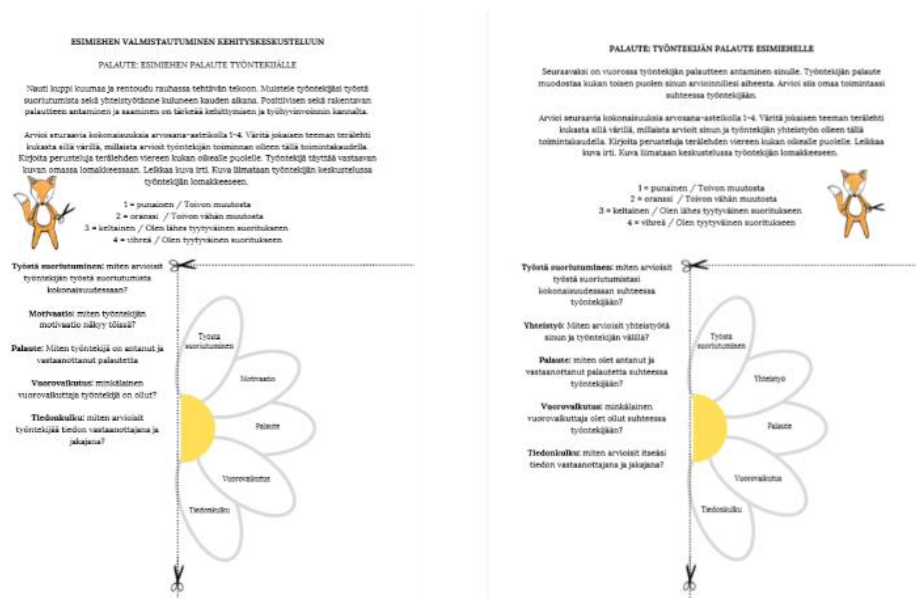 ESIMIEHEN VALMISTAUTUMINEN KEHITYSKESKUSTELUUN
PALAUTE: ESIMIEHEN PALAUTE TYÖNTEKIJÄLLE
Nauti kuppi kuumaa ja rentoudu rauhassa tehtävän tekoon. Muistele työntekijäsi työstä
suoriutumista sekä yhteistyötänne kuluneen kauden aikana. Positiivisen sekä rakentavan
palautteen antaminen ja saaminen on tärkeää kehittymisen ja työhyvinvoinnin kannalta.
Arvioi seuraavia kokonaisuuksia arvosana-asteikolla 1-4. Väritä jokaisen teeman terälehti
kukasta sillä värillä, millaista arvioit työntekijän toiminnan olleen tällä toimintakaudella.
Kirjoita perusteluja terälehden viereen kukan oikealle puolelle. Työntekijä täyttää vastaavan
kuvan omassa lomakkeessaan. Leikkaa kuva irti. Kuva liimataan keskustelussa
työntekijän lomakkeeseen.
1 = punainen / Toivon muutosta
2 = oranssi / Toivon vähän muutosta
3 = keltainen / Olen lähes tyytyväinen suoritukseen
4 = vihreä / Olen tyytyväinen suoritukseen
Työstä suoriutuminen: miten arvioisit
työntekijän työstä suoriutumista
kokonaisuudessaan?
Motivaatio: miten työntekijän
motivaatio näkyy töissä?
Palaute: Miten työntekijä on antanut ja
vastaanottanut palautetta
Vuorovaikutus: minkälainen
vuorovaikuttaja työntekijä on ollut?
Tiedonkulku: miten arvioisit
työntekijää tiedon vastaanottajana ja
jakajana?
Työstä
suoriutuminen
Motivaatio
Palaute
Vuorovaikutus
Tiedonkulku
PALAUTE: TYÖNTEKIJÄN PALAUTE ESIMIEHELLE
Seuraavaksi on vuorossa työntekijän palautteen antaminen sinulle. Työntekijän palaute
muodostaa kukan toisen puolen sinun arvioinnillesi aiheesta. Arvioi siis omaa toimintaasi
suhteessa työntekijään.
Arvioi seuraavia kokonaisuuksia arvosana-asteikolla 1-4. Väritä jokaisen teeman terälehti
kukasta sillä värillä, millaista arvioit sinun ja työntekijän yhteistyön olleen tällä
toimintakaudella. Kirjoita perusteluja terälehden viereen kukan oikealle puolelle. Leikkaa
kuva irti. Kuva liimataan keskustelussa työntekijän lomakkeeseen.
1 = punainen / Toivon muutosta
2 = oranssi / Toivon vähän muutosta
3 = keltainen / Olen lähes tyytyväinen suoritukseen
4 = vihreä / Olen tyytyväinen suoritukseen
Työstä suoriutuminen: miten arvioisit
työstä suoriutumistasi
kokonaisuudessaan suhteessa
työntekijään?
Yhteistyö: Miten arvioisit yhteistyötä
sinun ja työntekijän välillä?
Palaute: miten olet antanut ja
vastaanottanut palautetta suhteessa
työntekijään?
Vuorovaikutus: minkälainen
vuorovaikuttaja olet ollut suhteessa
työntekijään?
Tiedonkulku: miten arvioisit itseäsi
tiedon vastaanottajana ja jakajana?
Työstä
suoriutuminen
Yhteistyö
Palaute
Vuorovaikutus
Tiedonkulku